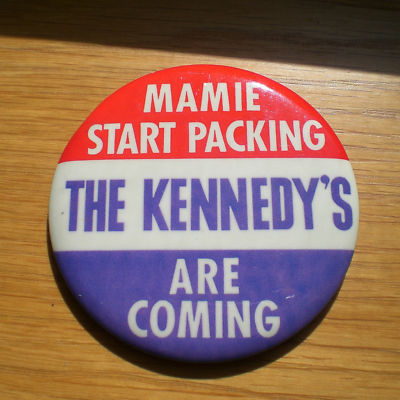 MAMIE
START PACKING
THE KENNEDY'S
ARE
COMING